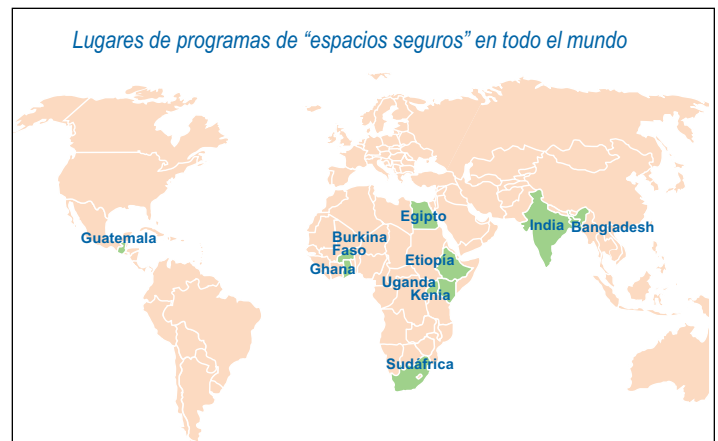 Lugares de programas de “espacios seguros” en todo el mundo
Egipto
India
Bangladesh
Guatemala
Burkina
Faso
Etiopía
Ghana
Uganda
Kenia
Sudáfrica